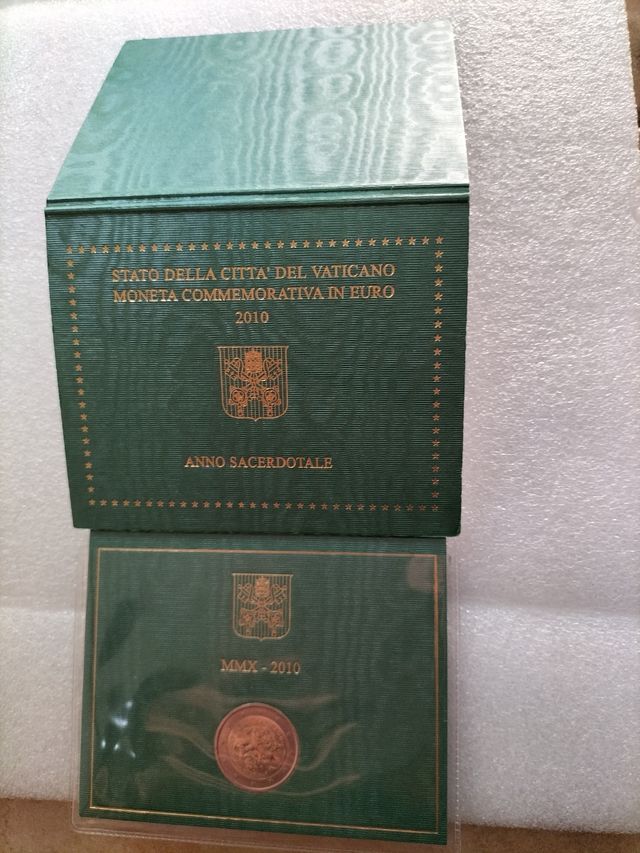 STATO DELLA CITTA' DEL VATICANO
MONETA COMMEMORATIVA IN EURO
2010
ANNO SACERDOTALE
MMX - 2010